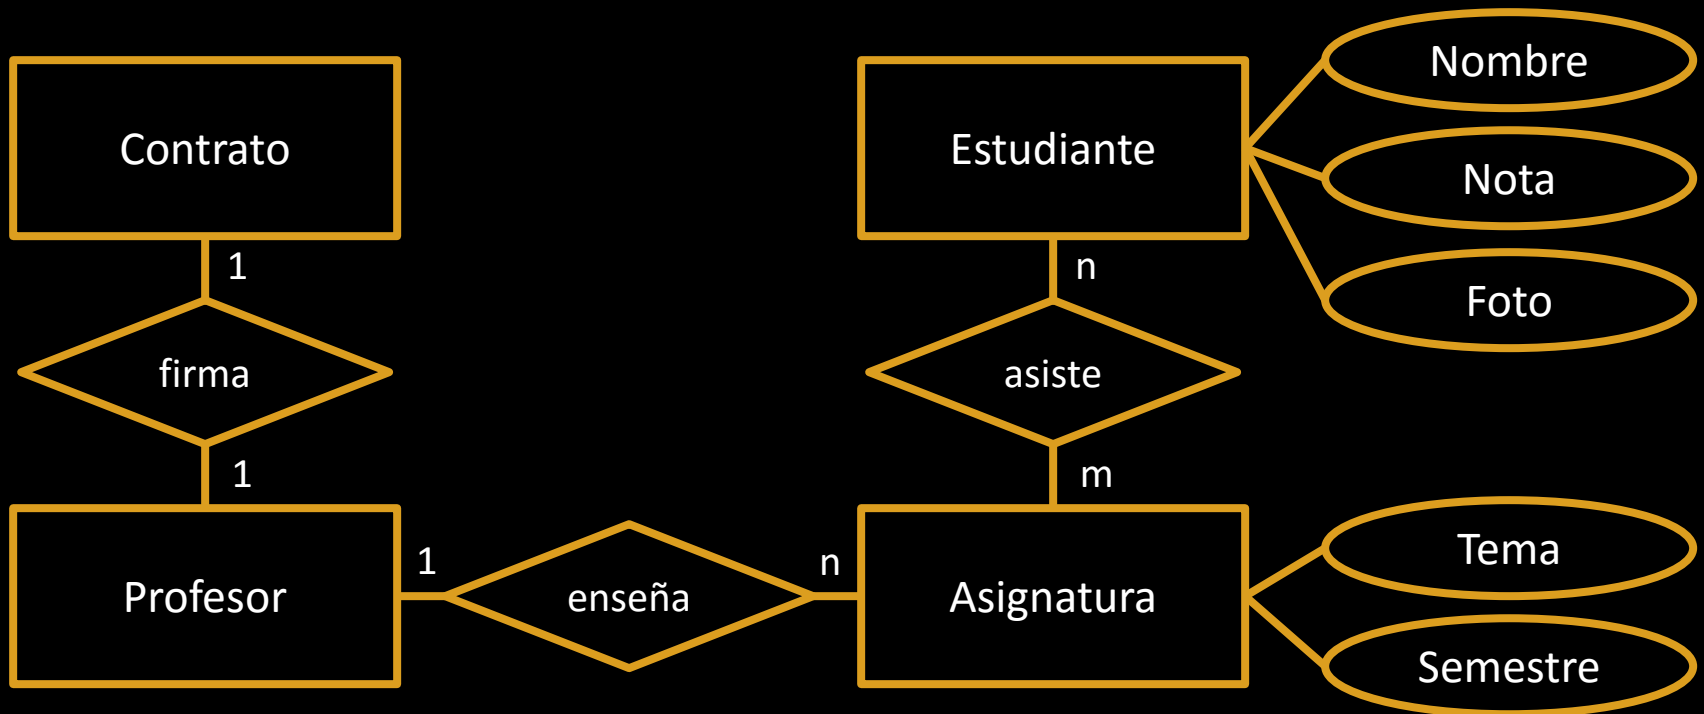 Contrato
Estudiante
Nombre
Nota
Foto
1
n
firma
asiste
1
m
Profesor
1
enseña
n
Asignatura
Tema
Semestre